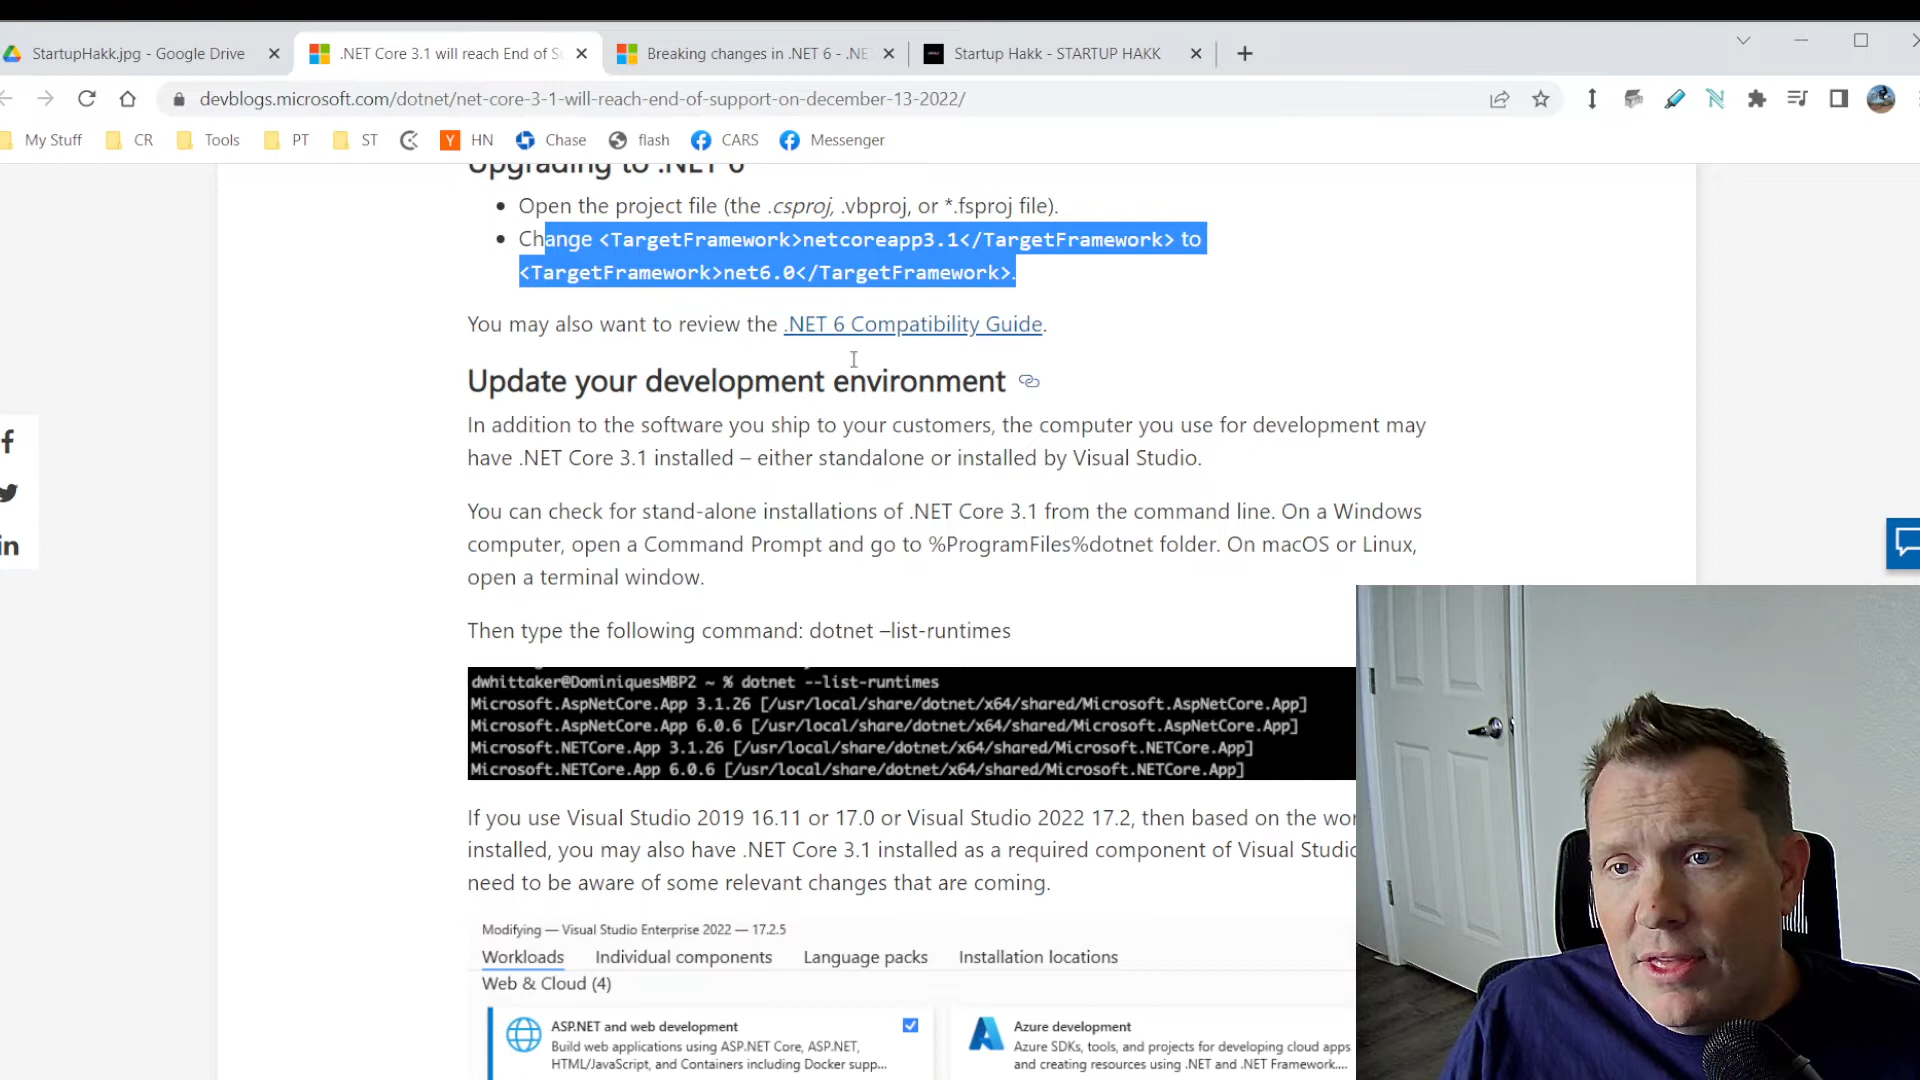 StartupHakk.jpg - Google Drive
.NET Core 3.1 will reach End of Su
Breaking changes in .NET 6 - .NE
Startup Hakk - STARTUP HAKK
devblogs.microsoft.com/dotnet/net-core-3-1-will-reach-end-of-support-on-december-13-2022/
My Stuff
CR
Tools
PT
ST
HN
Chase
flash
CARS
Messenger
Upgrading to .NET 6
Open the project file (the .csproj, .vbproj, or *.fsproj file).
Change <TargetFramework>netcoreapp3.1</TargetFramework> to
<TargetFramework>net6.0</TargetFramework>.
You may also want to review the .NET 6 Compatibility Guide.
Update your development environment
In addition to the software you ship to your customers, the computer you use for development may
have .NET Core 3.1 installed – either standalone or installed by Visual Studio.
You can check for stand-alone installations of .NET Core 3.1 from the command line. On a Windows
computer, open a Command Prompt and go to %ProgramFiles%dotnet folder. On macOS or Linux,
open a terminal window.
Then type the following command: dotnet –list-runtimes
dwhittaker@DominiquesMBP2 ~ % dotnet --list-runtimes
Microsoft.AspNetCore.App 3.1.26 [/usr/local/share/dotnet/x64/shared/Microsoft.AspNetCore.App]
Microsoft.AspNetCore.App 6.0.6 [/usr/local/share/dotnet/x64/shared/Microsoft.AspNetCore.App]
Microsoft.NETCore.App 3.1.26 [/usr/local/share/dotnet/x64/shared/Microsoft.NETCore.App]
Microsoft.NETCore.App 6.0.6 [/usr/local/share/dotnet/x64/shared/Microsoft.NETCore.App]
If you use Visual Studio 2019 16.11 or 17.0 or Visual Studio 2022 17.2, then based on the wor
installed, you may also have .NET Core 3.1 installed as a required component of Visual Studio
need to be aware of some relevant changes that are coming.
Modifying — Visual Studio Enterprise 2022 — 17.2.5
Workloads
Individual components
Language packs
Installation locations
Web & Cloud (4)
ASP.NET and web development
Build web applications using ASP.NET Core, ASP.NET,
HTML/JavaScript, and Containers including Docker supp...
Azure development
Azure SDKs, tools, and projects for developing cloud apps
and creating resources using .NET and .NET Framework....